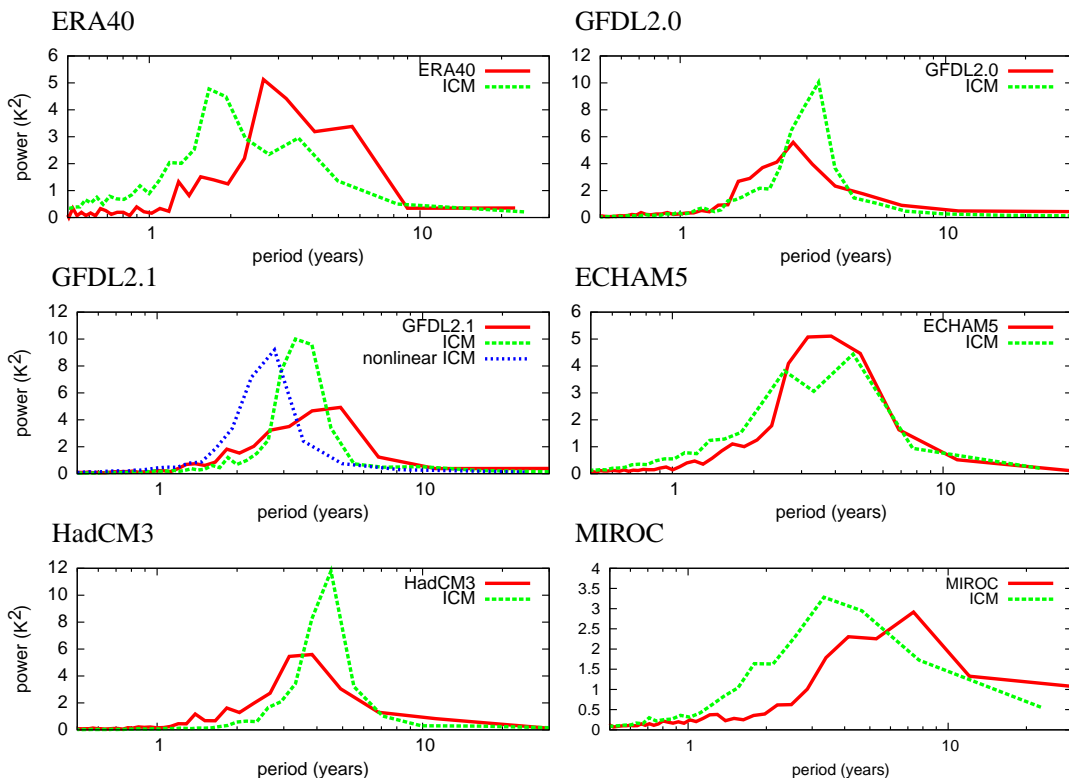 ERA40
6
5
4
3
2
1
0
power (K2)
ERA40
ICM
1
10
period (years)
GFDL2.0
12
10
8
6
4
2
0
GFDL2.0
ICM
1
10
period (years)
GFDL2.1
12
10
8
6
4
2
0
power (K2)
GFDL2.1
ICM
nonlinear ICM
1
10
period (years)
ECHAM5
6
5
4
3
2
1
0
ECHAM5
ICM
1
10
period (years)
HadCM3
12
10
8
6
4
2
0
power (K2)
HadCM3
ICM
1
10
period (years)
MIROC
4
3.5
3
2.5
2
1.5
1
0.5
0
MIROC
ICM
1
10
period (years)